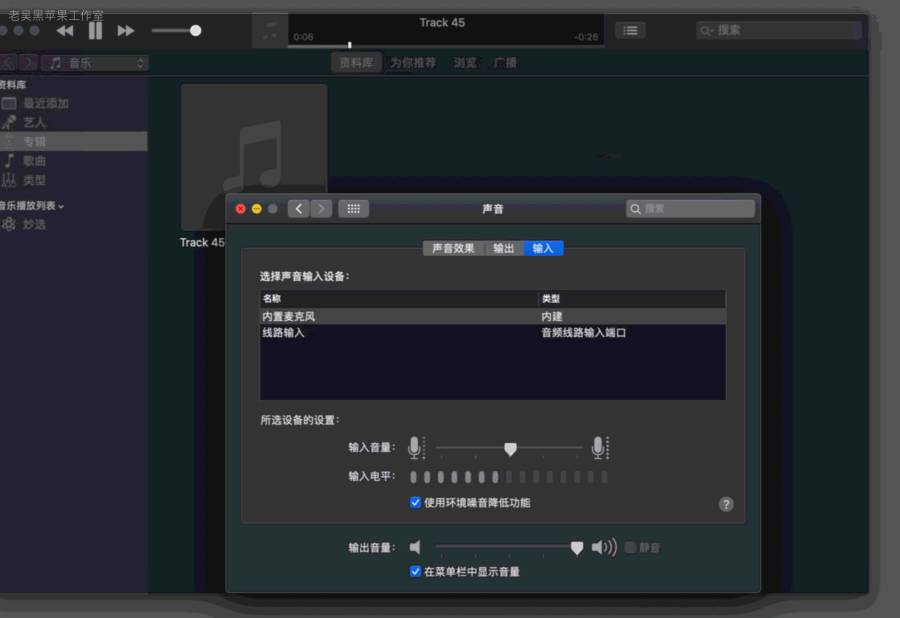 老吴黑苹果工作室
Track 45
0:06
-0:26
搜索
音乐
资料库 为你推荐 浏览 广播
资料库
最近添加
艺人
专辑
歌曲
类型
音乐播放列表
妙选
Track 45
声音
搜索
声音效果 输出 输入
选择声音输入设备:
名称 类型
内置麦克风 内建
线路输入 音频线路输入端口
所选设备的设置:
输入音量:
输入电平:
使用环境噪音降低功能
?
输出音量: 静音
在菜单栏中显示音量